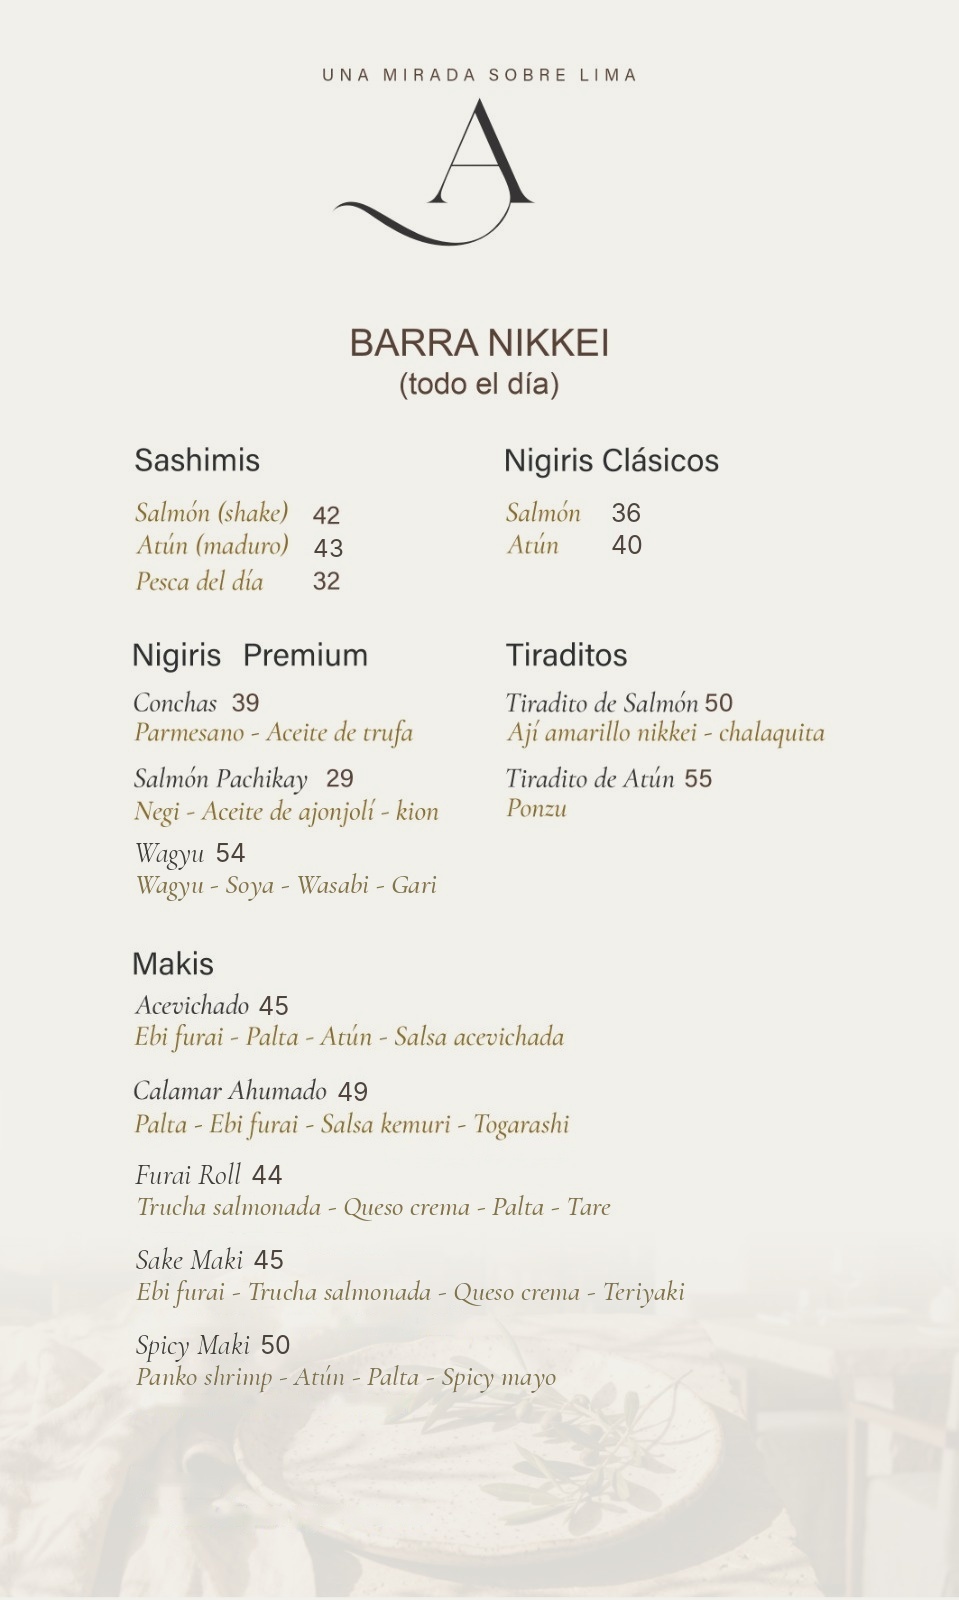 UNA MIRADA SOBRE LIMA
A
BARRA NIKKEI
(todo el día)
Sashimis
Salmón (shake) 42
Atún (maduro) 43
Pesca del día 32
Nigiris Clásicos
Salmón 36
Atún 40
Nigiris Premium
Conchas 39
Parmesano - Aceite de trufa
Salmón Pachikay 29
Negi - Aceite de ajonjolí - kion
Wagyu 54
Wagyu - Soya - Wasabi - Gari
Tiraditos
Tiradito de Salmón 50
Ají amarillo nikkei - chalaquita
Tiradito de Atún 55
Ponzu
Makis
Acevichado 45
Ebi furai - Palta - Atún - Salsa acevichada
Calamar Ahumado 49
Palta - Ebi furai - Salsa kemuri - Togarashi
Furai Roll 44
Trucha salmonada - Queso crema - Palta - Tare
Sake Maki 45
Ebi furai - Trucha salmonada - Queso crema - Teriyaki
Spicy Maki 50
Panko shrimp - Atún - Palta - Spicy mayo